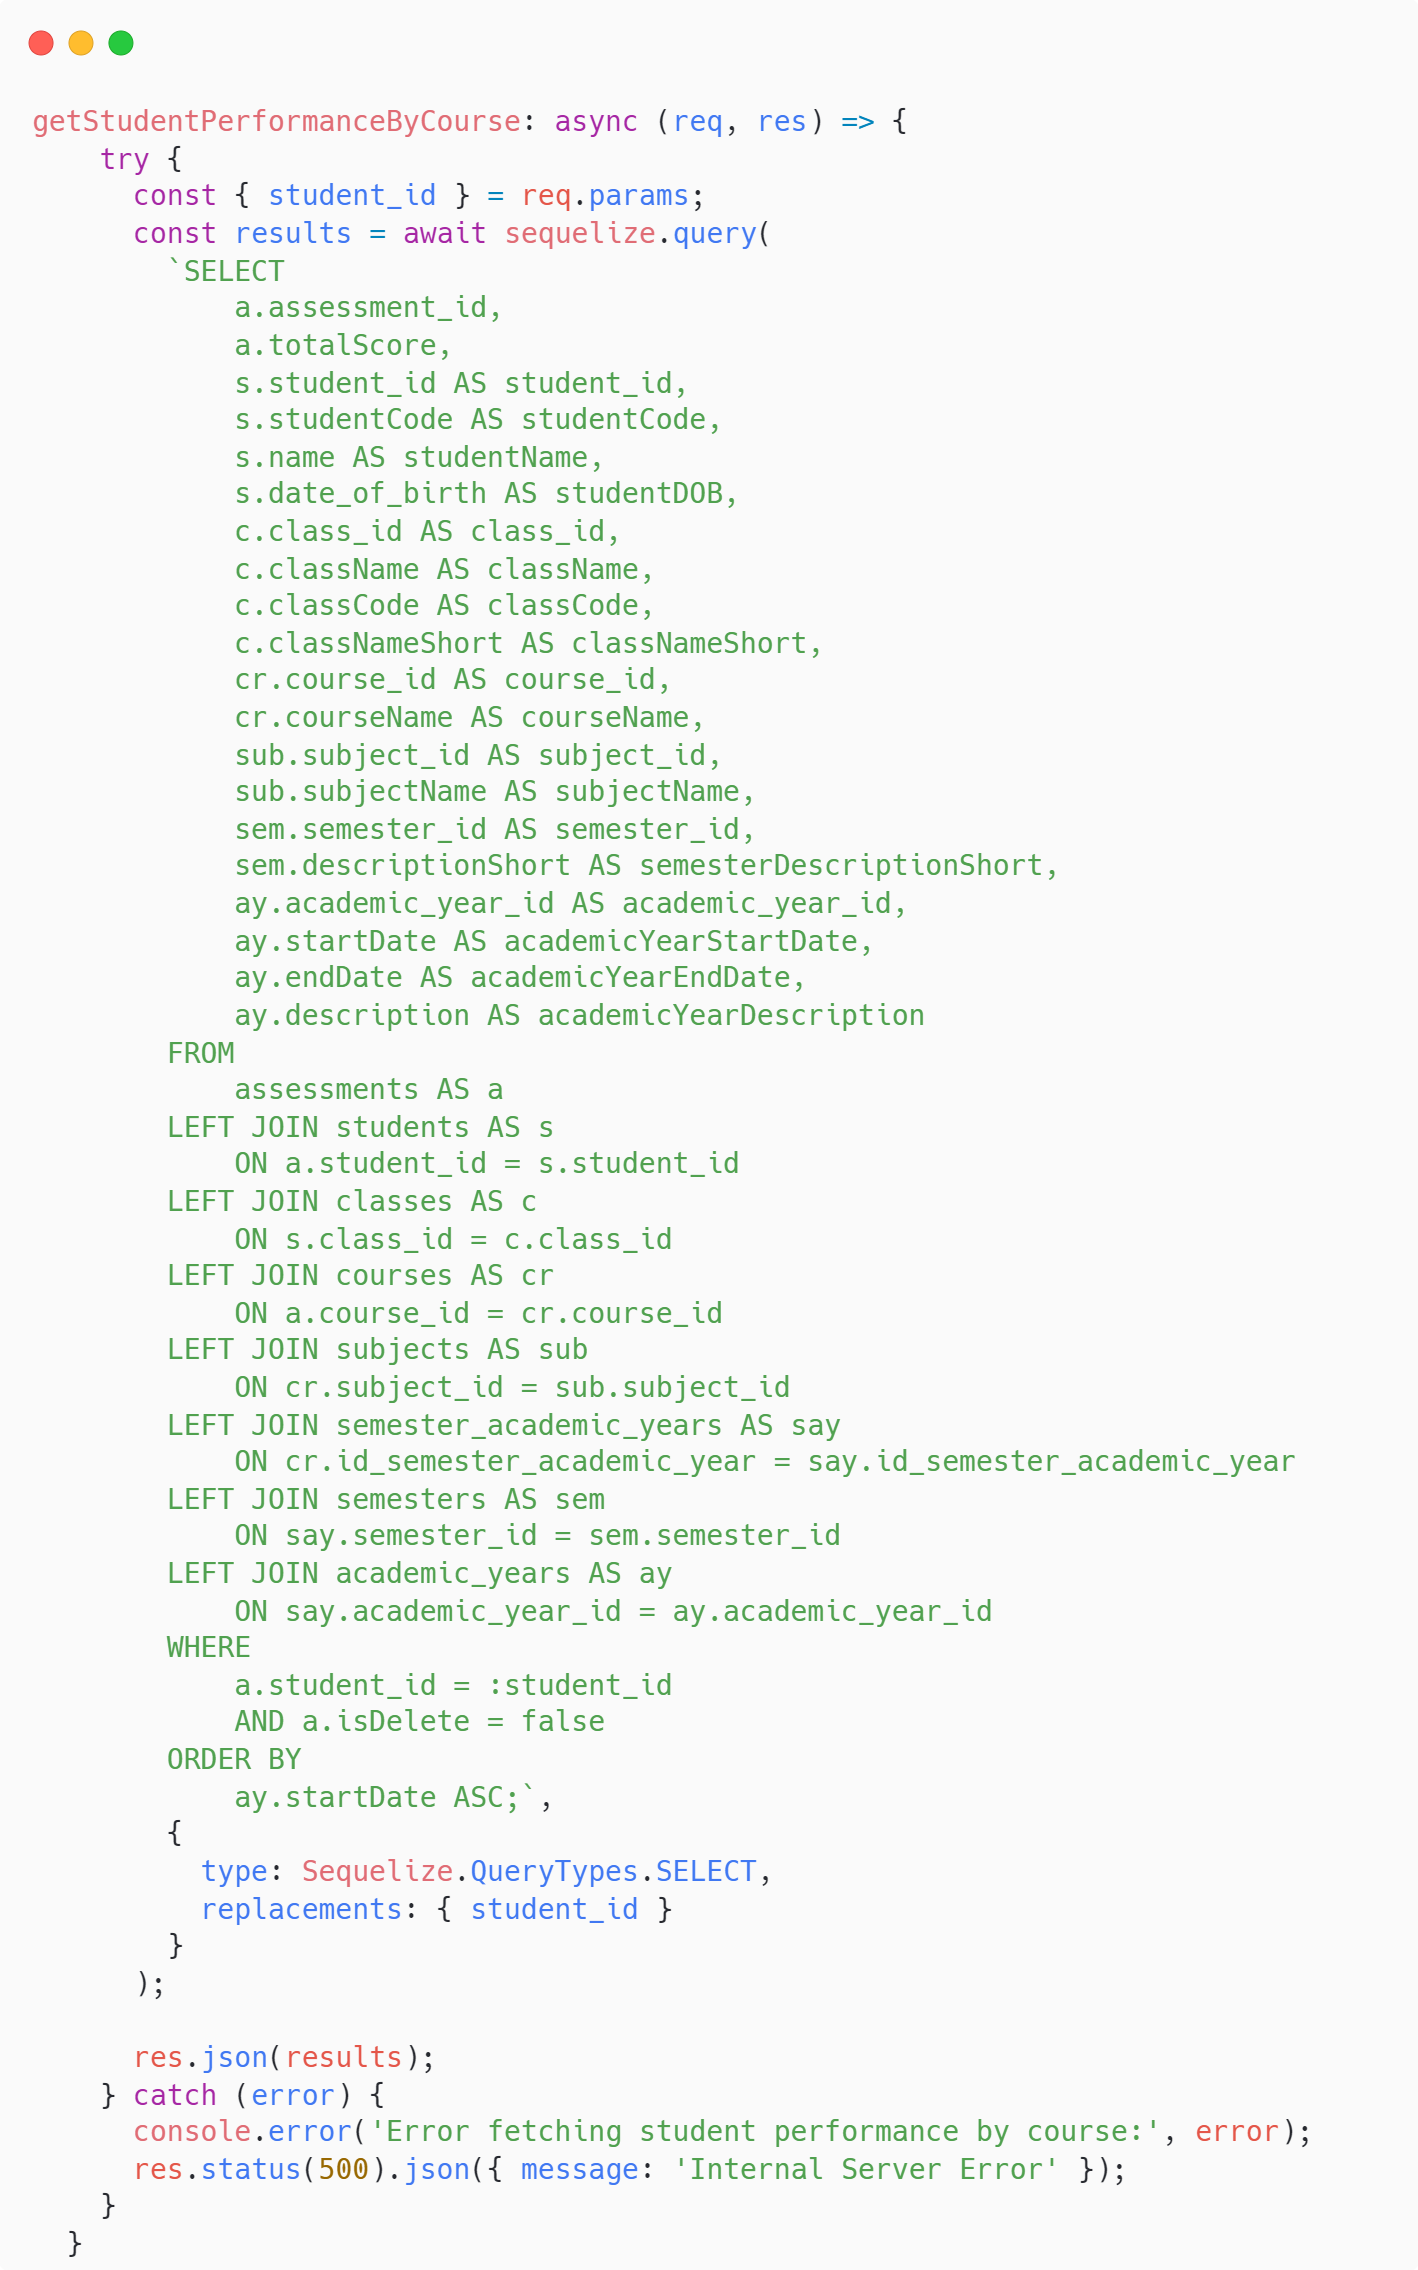 getStudentPerformanceByCourse: async (req, res) => {
    try {
      const { student_id } = req.params;
      const results = await sequelize.query(
        `SELECT
            a.assessment_id,
            a.totalScore,
            s.student_id AS student_id,
            s.studentCode AS studentCode,
            s.name AS studentName,
            s.date_of_birth AS studentDOB,
            c.class_id AS class_id,
            c.className AS className,
            c.classCode AS classCode,
            c.classNameShort AS classNameShort,
            cr.course_id AS course_id,
            cr.courseName AS courseName,
            sub.subject_id AS subject_id,
            sub.subjectName AS subjectName,
            sem.semester_id AS semester_id,
            sem.descriptionShort AS semesterDescriptionShort,
            ay.academic_year_id AS academic_year_id,
            ay.startDate AS academicYearStartDate,
            ay.endDate AS academicYearEndDate,
            ay.description AS academicYearDescription
        FROM
            assessments AS a
        LEFT JOIN students AS s
            ON a.student_id = s.student_id
        LEFT JOIN classes AS c
            ON s.class_id = c.class_id
        LEFT JOIN courses AS cr
            ON a.course_id = cr.course_id
        LEFT JOIN subjects AS sub
            ON cr.subject_id = sub.subject_id
        LEFT JOIN semester_academic_years AS say
            ON cr.id_semester_academic_year = say.id_semester_academic_year
        LEFT JOIN semesters AS sem
            ON say.semester_id = sem.semester_id
        LEFT JOIN academic_years AS ay
            ON say.academic_year_id = ay.academic_year_id
        WHERE
            a.student_id = :student_id
            AND a.isDelete = false
        ORDER BY
            ay.startDate ASC;`,
        {
          type: Sequelize.QueryTypes.SELECT,
          replacements: { student_id }
        }
      );

      res.json(results);
    } catch (error) {
      console.error('Error fetching student performance by course:', error);
      res.status(500).json({ message: 'Internal Server Error' });
    }
  }